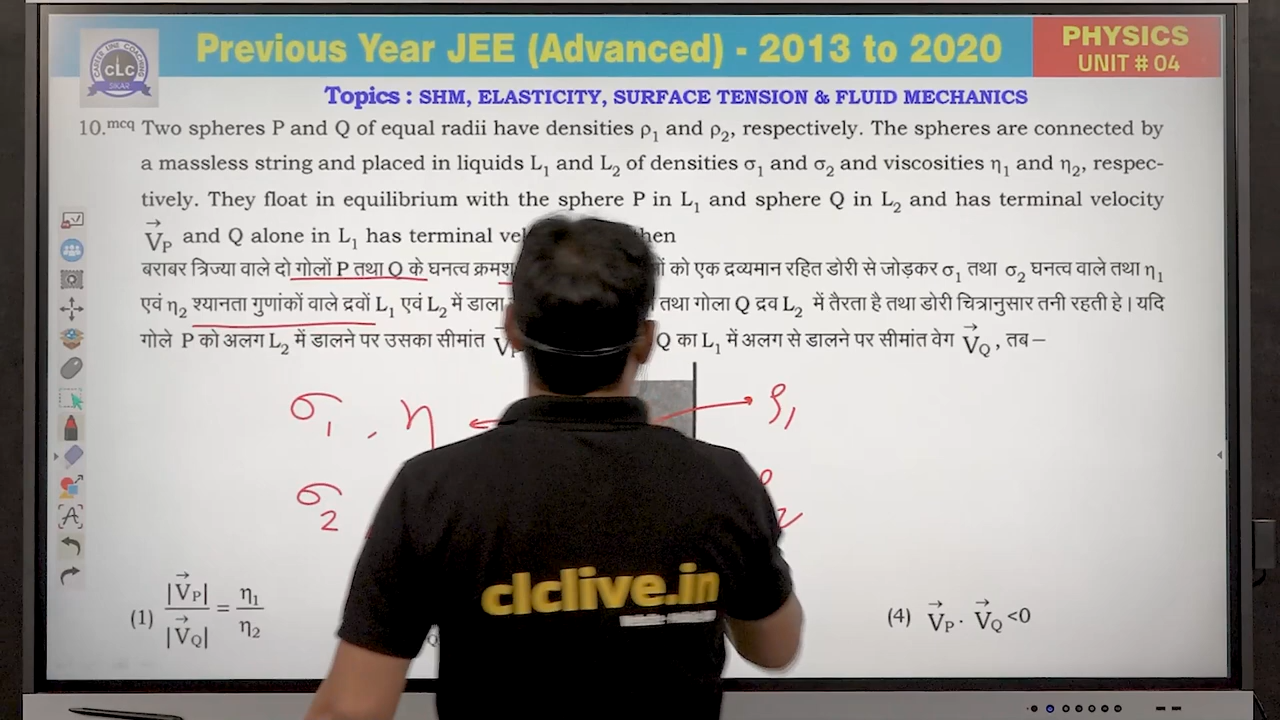 Previous Year JEE (Advanced) - 2013 to 2020
PHYSICS
UNIT # 04
CLC
SIKAR
Topics : SHM, ELASTICITY, SURFACE TENSION & FLUID MECHANICS
10.mcq Two spheres P and Q of equal radii have densities ρ₁ and ρ₂, respectively. The spheres are connected by
a massless string and placed in liquids L₁ and L₂ of densities σ₁ and σ₂ and viscosities η₁ and η₂, respec-
tively. They float in equilibrium with the sphere P in L₁ and sphere Q in L₂ and has terminal velocity
V⃗P and Q alone in L₁ has terminal
बराबर त्रिज्या वाले दो गोलों P तथा Q के घनत्व को एक द्रव्यमान रहित डोरी से जोड़कर σ₁ तथा σ₂ घनत्व वाले तथा η₁
एवं η₂ श्यानता गुणांकों वाले द्रवों L₁ एवं L₂ में तथा गोला Q द्रव L₂ में तैरता है तथा डोरी चित्रानुसार तनी रहती हे। यदि
गोले P को अलग L₂ में डालने पर उसका सीमांत Q का L₁ में अलग से डालने पर सीमांत वेग V⃗Q, तब–
σ₁ , η
ρ₁
σ₂
(1) |V⃗P| / |V⃗Q| = η₁ / η₂
(4) V⃗P . V⃗Q <0
clclive.in